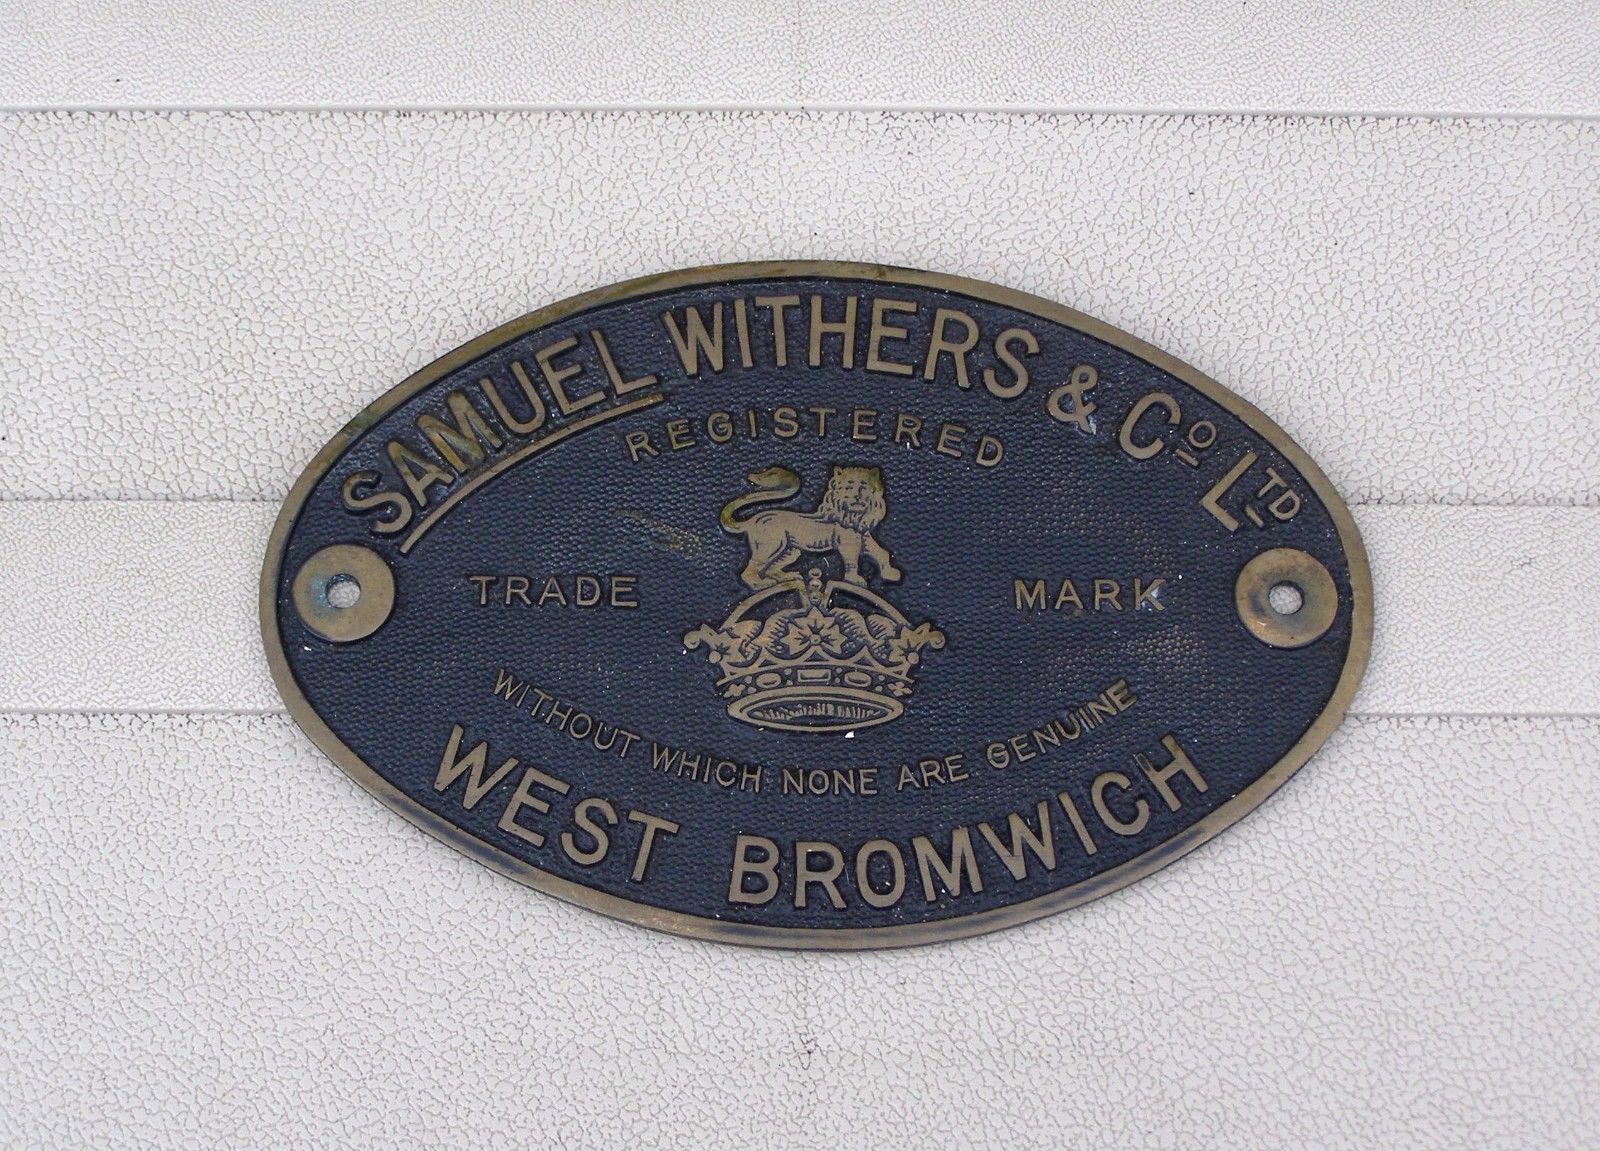 SAMUEL WITHERS & Co LTD
REGISTERED
TRADE MARK
WITHOUT WHICH NONE ARE GENUINE
WEST BROMWICH